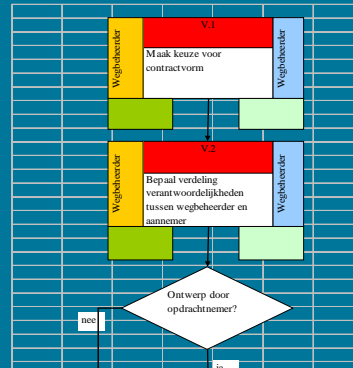 V.1
Wegbeheerder
Maak keuze voor
contractvorm
Wegbeheerder
V.2
Wegbeheerder
Bepaal verdeling
verantwoordelijkheden
tussen wegbeheerder en
aannemer
Wegbeheerder
Ontwerp door
opdrachtnemer?
nee
ja